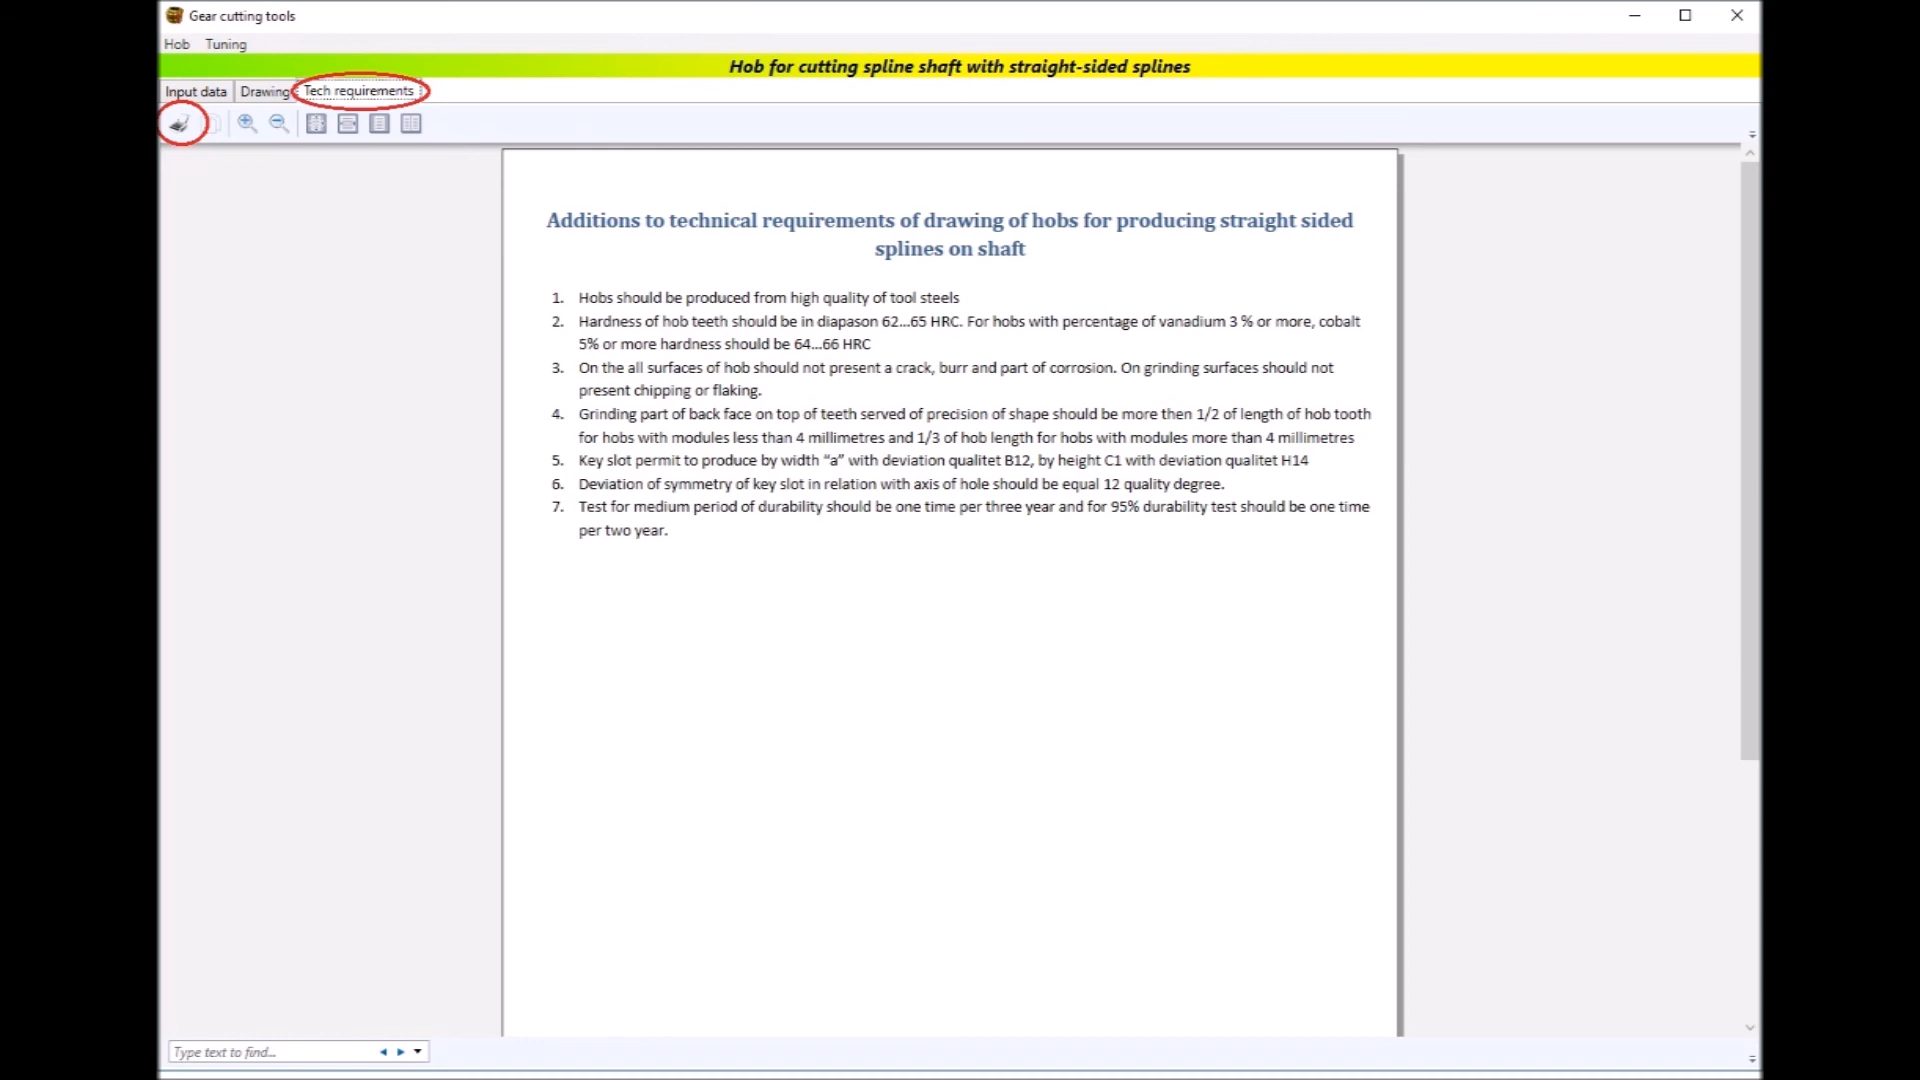 Gear cutting tools
Hob Tuning
Hob for cutting spline shaft with straight-sided splines
Input data Drawing Tech requirements
Additions to technical requirements of drawing of hobs for producing straight sided
splines on shaft
1. Hobs should be produced from high quality of tool steels
2. Hardness of hob teeth should be in diapason 62...65 HRC. For hobs with percentage of vanadium 3 % or more, cobalt
5% or more hardness should be 64...66 HRC
3. On the all surfaces of hob should not present a crack, burr and part of corrosion. On grinding surfaces should not
present chipping or flaking.
4. Grinding part of back face on top of teeth served of precision of shape should be more then 1/2 of length of hob tooth
for hobs with modules less than 4 millimetres and 1/3 of hob length for hobs with modules more than 4 millimetres
5. Key slot permit to produce by width “a” with deviation qualitet B12, by height C1 with deviation qualitet H14
6. Deviation of symmetry of key slot in relation with axis of hole should be equal 12 quality degree.
7. Test for medium period of durability should be one time per three year and for 95% durability test should be one time
per two year.
Type text to find...